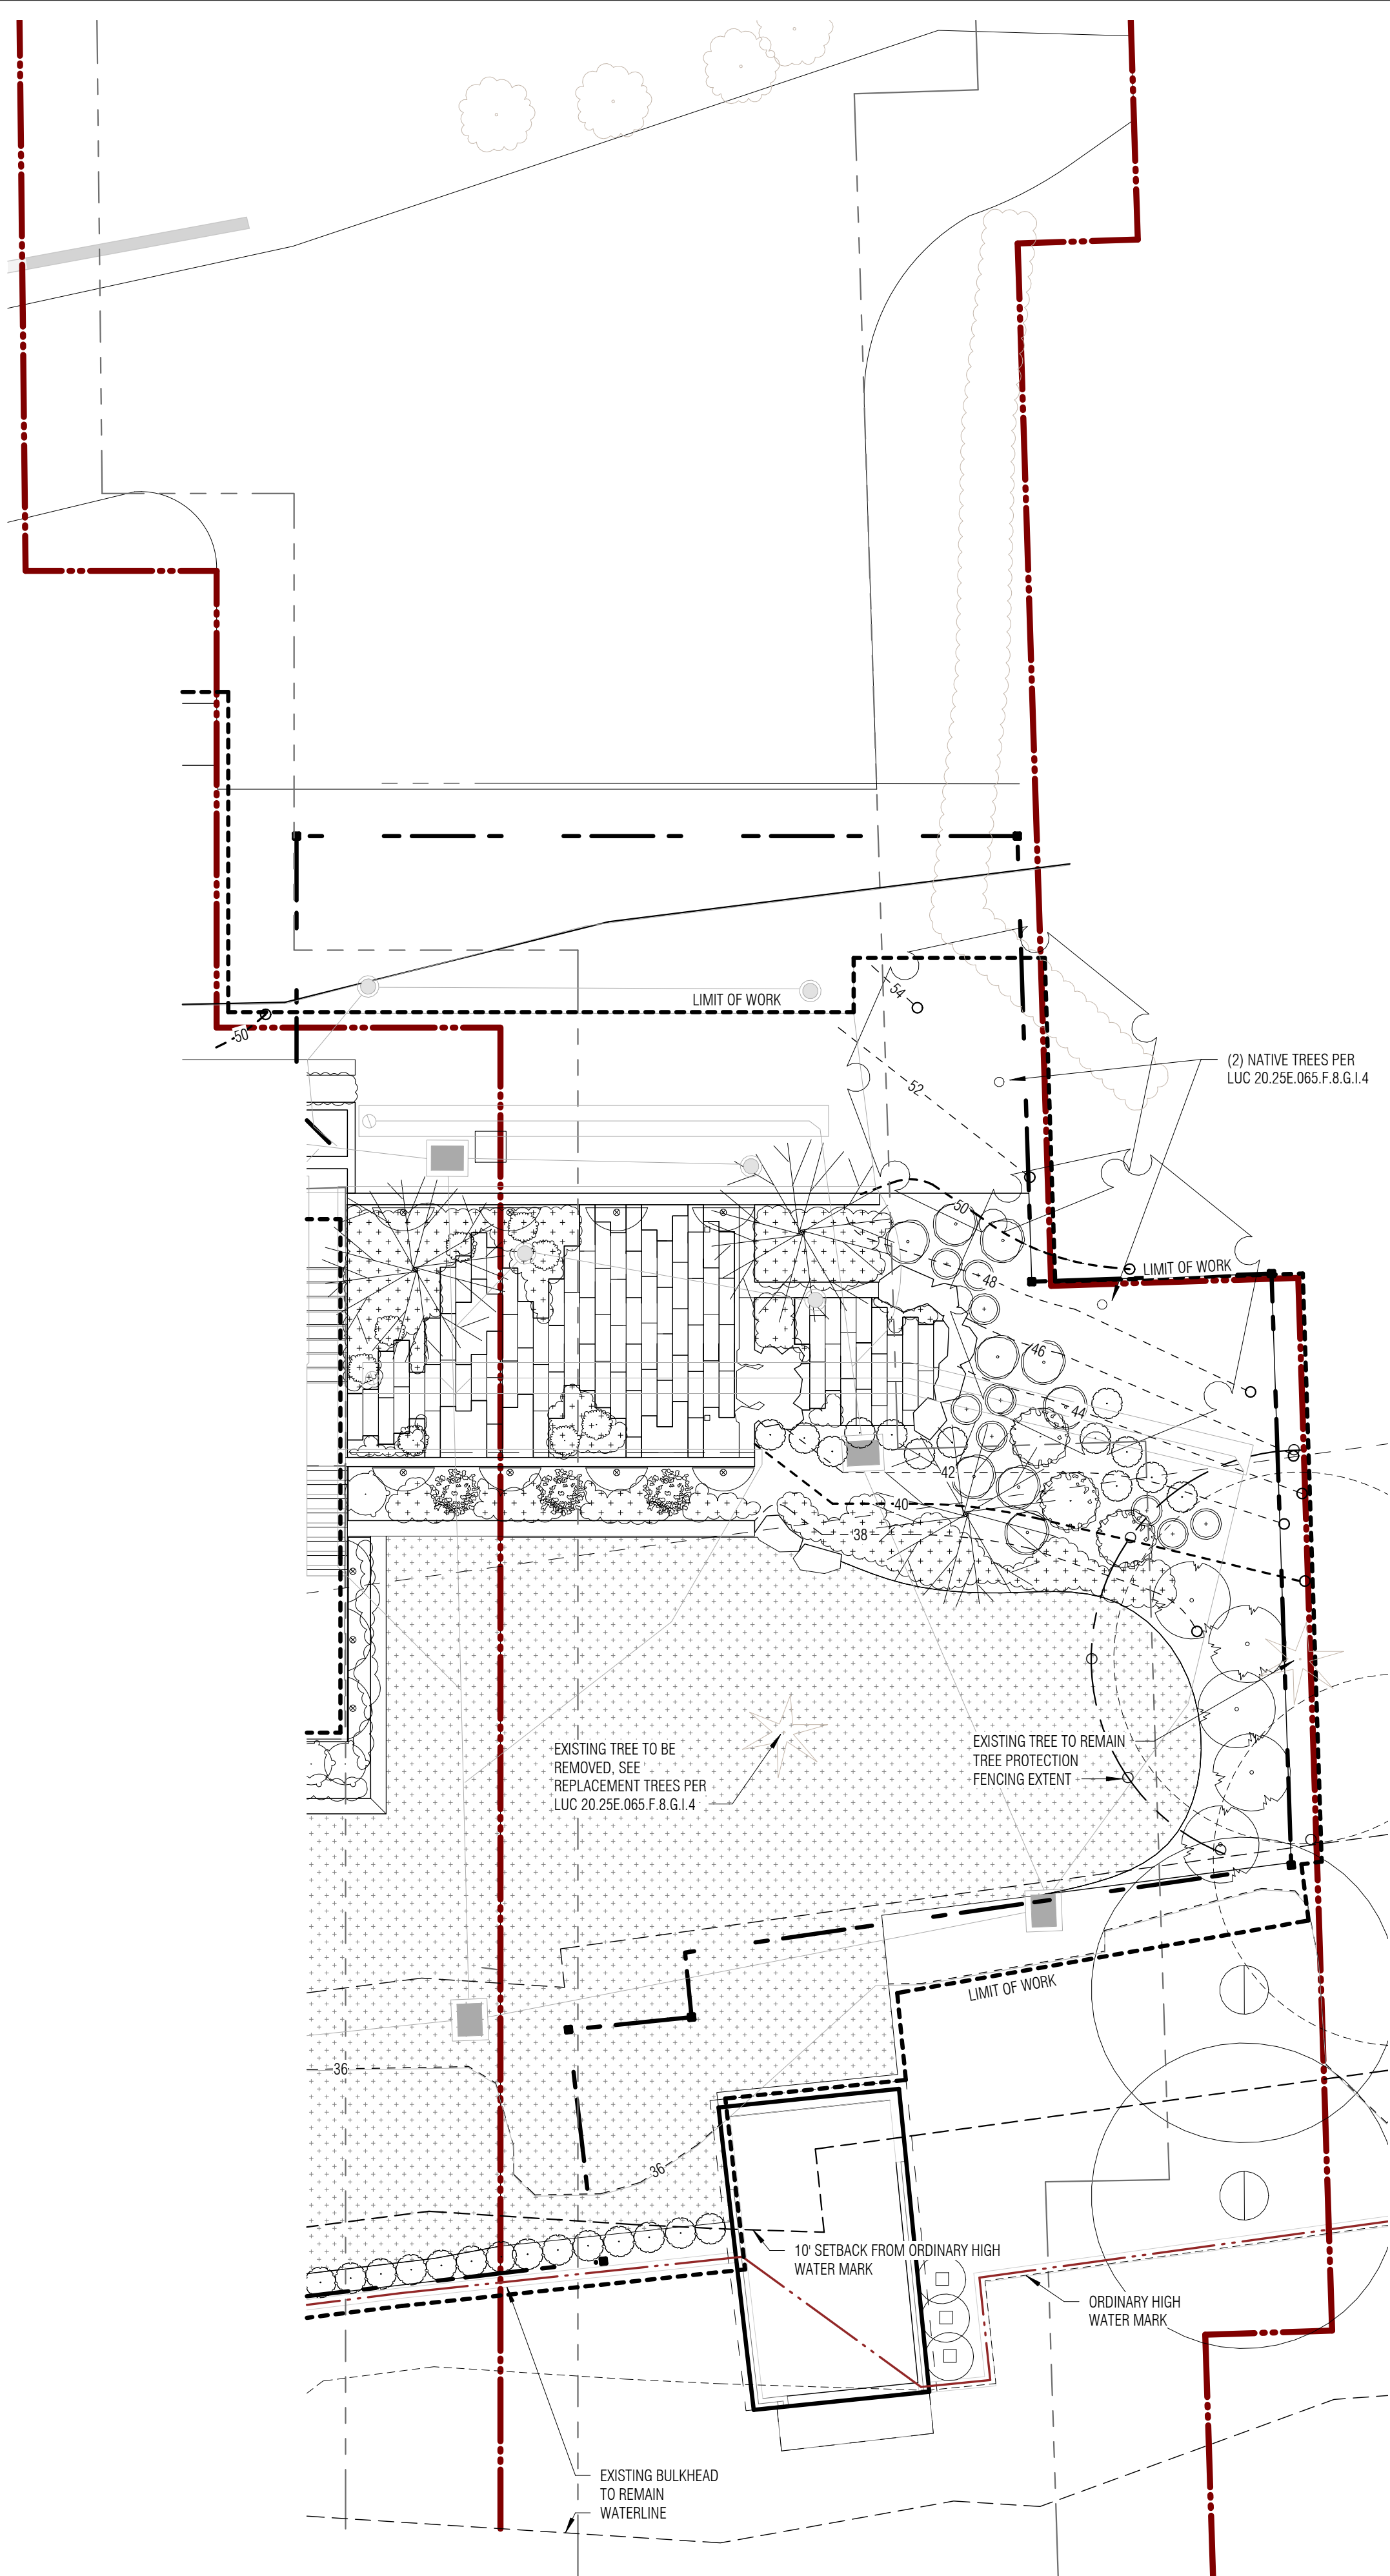 LIMIT OF WORK
54
50
52
(2) NATIVE TREES PER
LUC 20.25E.065.F.8.G.I.4
50
LIMIT OF WORK
48
46
44
42
40
38
EXISTING TREE TO BE
REMOVED, SEE
REPLACEMENT TREES PER
LUC 20.25E.065.F.8.G.I.4
EXISTING TREE TO REMAIN
TREE PROTECTION
FENCING EXTENT
LIMIT OF WORK
36
36
10' SETBACK FROM ORDINARY HIGH
WATER MARK
ORDINARY HIGH
WATER MARK
EXISTING BULKHEAD
TO REMAIN
WATERLINE